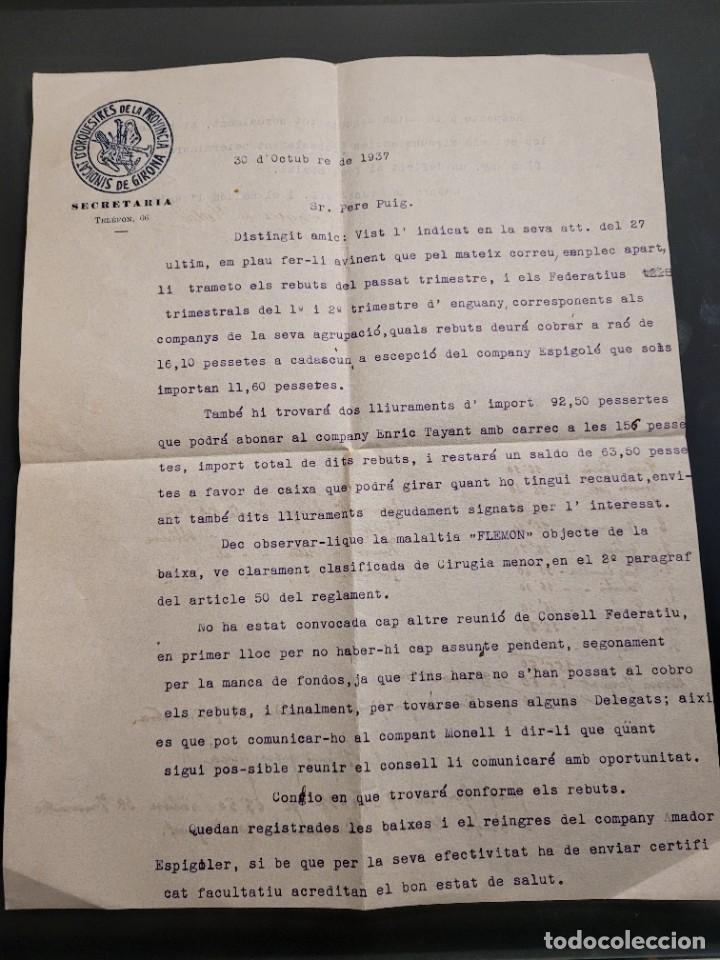 SINDICAT D'ORQUESTRES DE LA PROVINCIA DE GIRONA
SECRETARIA
TELÈFON, 66
30 d'Octubre de 1937
Sr. Pere Puig.
Distingit amic: Vist l' indicat en la seva att. del 27
ultim, em plau fer-li avinent que pel mateix correu, enplec apart,
li trameto els rebuts del passat trimestre, i els Federatius
trimestrals del 1º i 2º trimestre d' enguany, corresponents als
companys de la seva agrupació, quals rebuts deurá cobrar a raó de
16,10 pessetes a cadascùn a escepció del company Espigolé que sols
importan 11,60 pessetes.
També hi trovará dos lliuraments d' import 92,50 pessertes
que podrá abonar al company Enric Tayant amb carrec a les 156 pesse
tes, import total de dits rebuts, i restará un saldo de 63,50 pesse
tes a favor de caixa que podrá girar quant ho tingui recaudat, envi-
ant també dits lliuraments degudament signats per l' interesat.
Dec observar-lique la malaltia "FLEMON" objecte de la
baixa, ve clarament clasificada de Cirugia menor, en el 2º paragraf
del article 50 del reglament.
No ha estat convocada cap altre reunió de Consell Federatiu,
en primer lloc per no haber-hi cap assunte pendent, segonament
per la manca de fondos, ja que fins hara no s'han possat al cobro
els rebuts, i finalment, per tovarse absens alguns Delegats; aixi
es que pot comunicar-ho al compant Monell i dir-li que qüant
sigui pos-sible reunir el consell li comunicaré amb oportunitat.
Confio en que trovará conforme els rebuts.
Quedan registrades les baixes i el reingres del company Amador
Espigoler, si be que per la seva efectivitat ha de enviar certifi
cat facultatiu acreditan el bon estat de salut.
todocoleccion